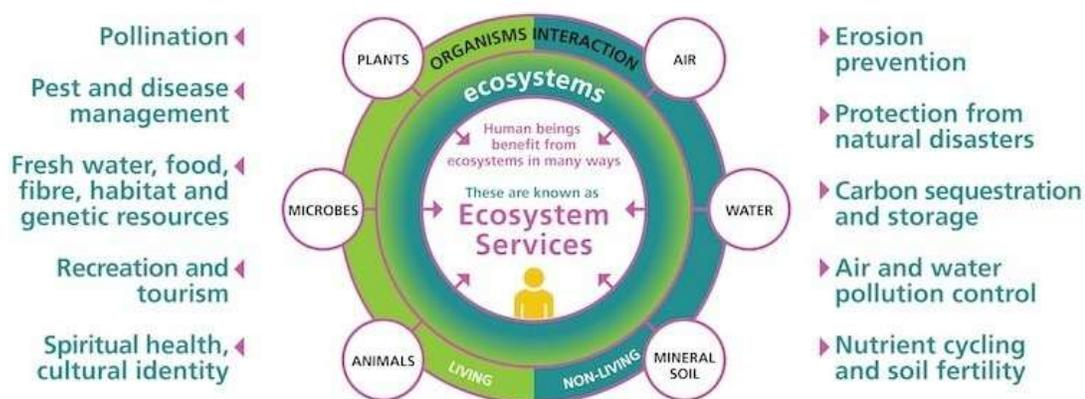 Pollination
Pest and disease
management
Fresh water, food,
fibre, habitat and
genetic resources
Recreation and
tourism
Spiritual health,
cultural identity
PLANTS
ORGANISMS
INTERACTION
AIR
ecosystems
Human beings
benefit from
ecosystems in many ways
These are known as
Ecosystem
Services
MICROBES
WATER
ANIMALS
LIVING
NON-LIVING
MINERAL
SOIL
Erosion
prevention
Protection from
natural disasters
Carbon sequestration
and storage
Air and water
pollution control
Nutrient cycling
and soil fertility